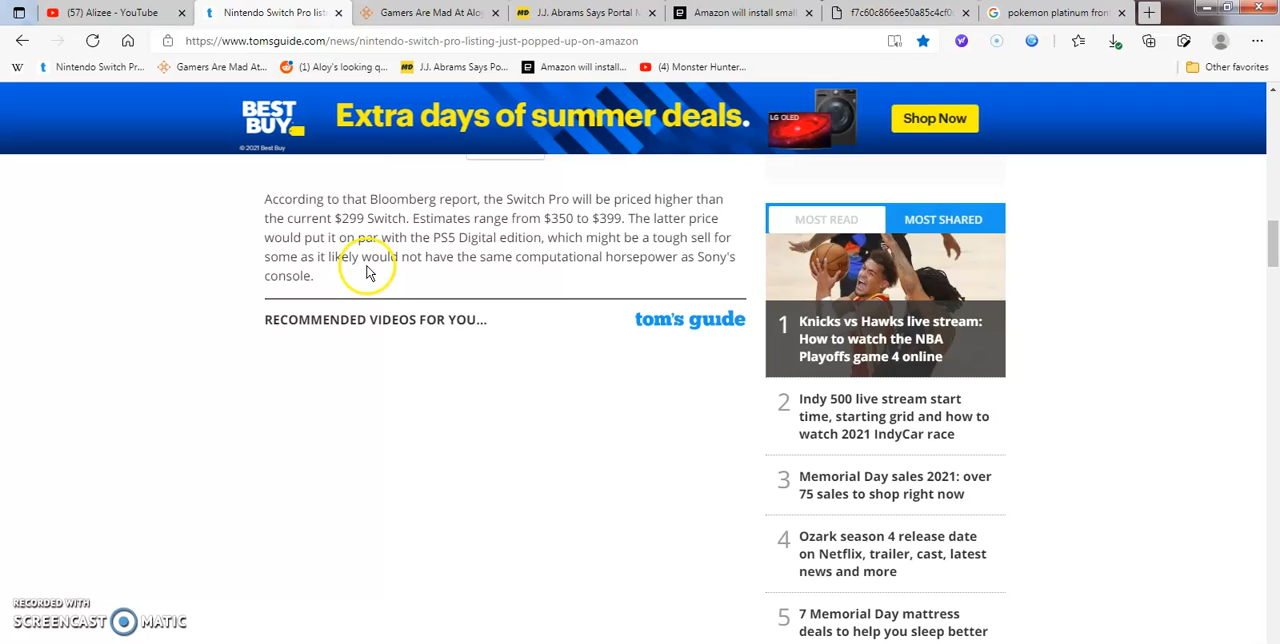 (57) Alizee - YouTube
Nintendo Switch Pro list
Gamers Are Mad At Alo
J.J. Abrams Says Portal M
Amazon will install small
f7c60c866ee50a85c4cf0
pokemon platinum fron
https://www.tomsguide.com/news/nintendo-switch-pro-listing-just-popped-up-on-amazon
W
Nintendo Switch Pr...
Gamers Are Mad At...
(1) Aloy's looking q...
J.J. Abrams Says Po...
Amazon will install...
(4) Monster Hunter...
Other favorites
BEST BUY
Extra days of summer deals.
LG OLED
Shop Now
© 2021 Best Buy
According to that Bloomberg report, the Switch Pro will be priced higher than
the current $299 Switch. Estimates range from $350 to $399. The latter price
would put it on par with the PS5 Digital edition, which might be a tough sell for
some as it likely would not have the same computational horsepower as Sony's
console.
RECOMMENDED VIDEOS FOR YOU...
tom's guide
MOST READ
MOST SHARED
1
Knicks vs Hawks live stream:
How to watch the NBA
Playoffs game 4 online
2
Indy 500 live stream start
time, starting grid and how to
watch 2021 IndyCar race
3
Memorial Day sales 2021: over
75 sales to shop right now
4
Ozark season 4 release date
on Netflix, trailer, cast, latest
news and more
5
7 Memorial Day mattress
deals to help you sleep better
RECORDED WITH
SCREENCAST MATIC